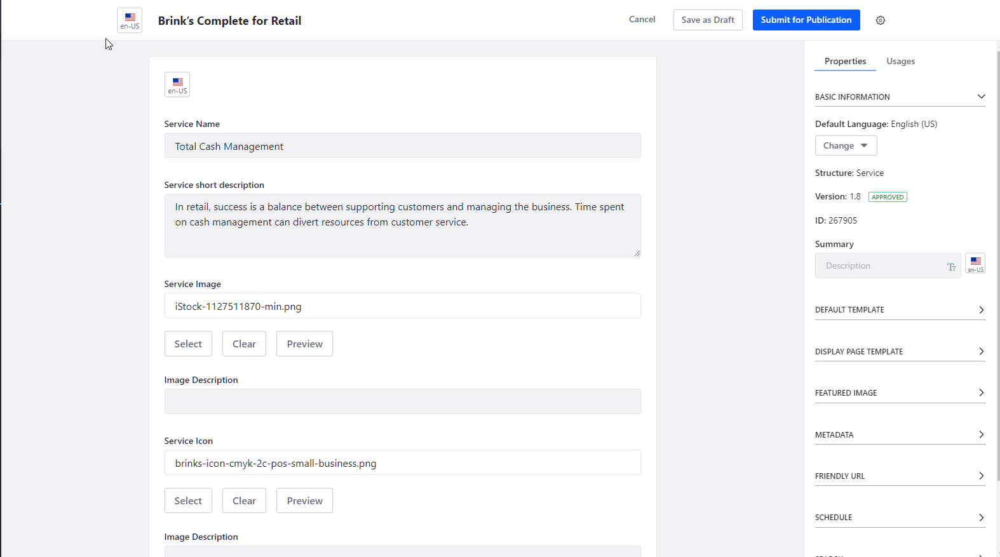 en-US
Brink’s Complete for Retail
Cancel
Save as Draft
Submit for Publication
en-US
Service Name
Total Cash Management
Service short description
In retail, success is a balance between supporting customers and managing the business. Time spent
on cash management can divert resources from customer service.
Service Image
iStock-1127511870-min.png
Select
Clear
Preview
Image Description
Service Icon
brinks-icon-cmyk-2c-pos-small-business.png
Select
Clear
Preview
Image Description
Properties
Usages
BASIC INFORMATION
Default Language: English (US)
Change
Structure: Service
Version: 1.8 APPROVED
ID: 267905
Summary
Description
en-US
DEFAULT TEMPLATE
DISPLAY PAGE TEMPLATE
FEATURED IMAGE
METADATA
FRIENDLY URL
SCHEDULE